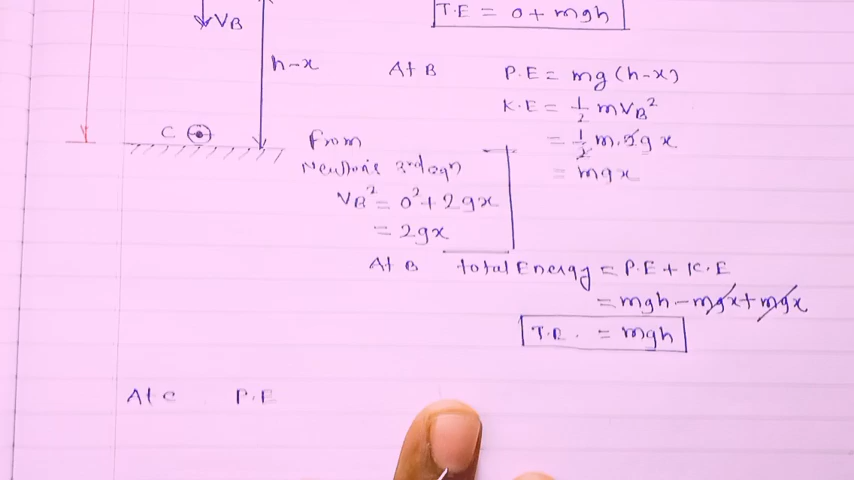 T.E = 0 + mgh
VB
h-x
At B P.E = mg (h-x)
K.E = 1/2 mVB²
C
From
= 1/2 m.2gx
Newton's 3rd eqn
= mgx
VB² = 0² + 2gx
= 2gx
At B total Energy = P.E + K.E
= mgh - mgx + mgx
T.E. = mgh
At C P.E